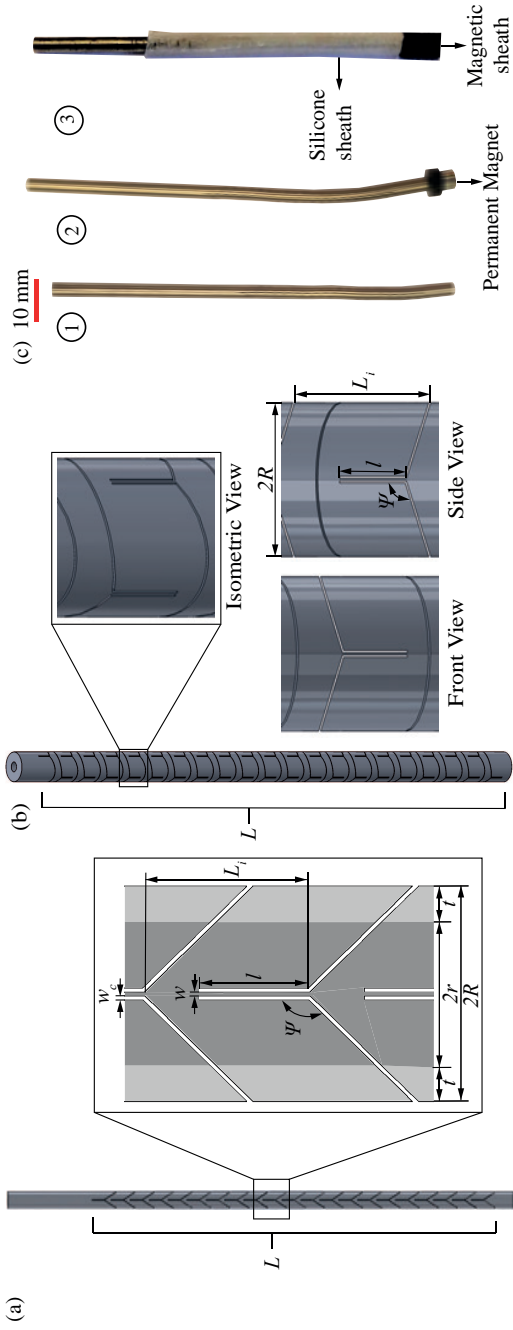 (a)
L
w_c
w
l
L_i
Ψ
t
2r
t
2R
(b)
L
Isometric View
Front View
2R
L_i
l
Ψ
Side View
(c) 10 mm
1
2
3
Permanent Magnet
Silicone
sheath
Magnetic
sheath